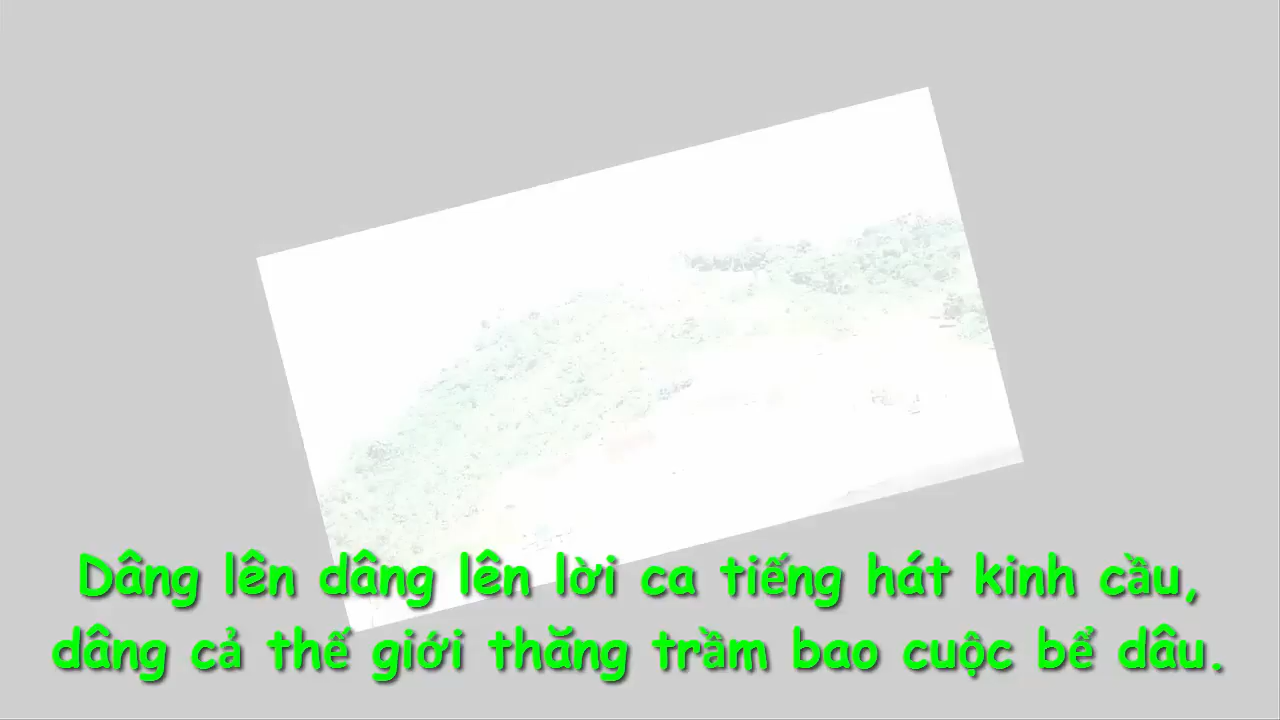 Dâng lên dâng lên lời ca tiếng hát kinh cầu,
dâng cả thế giới thăng trầm bao cuộc bể dâu.